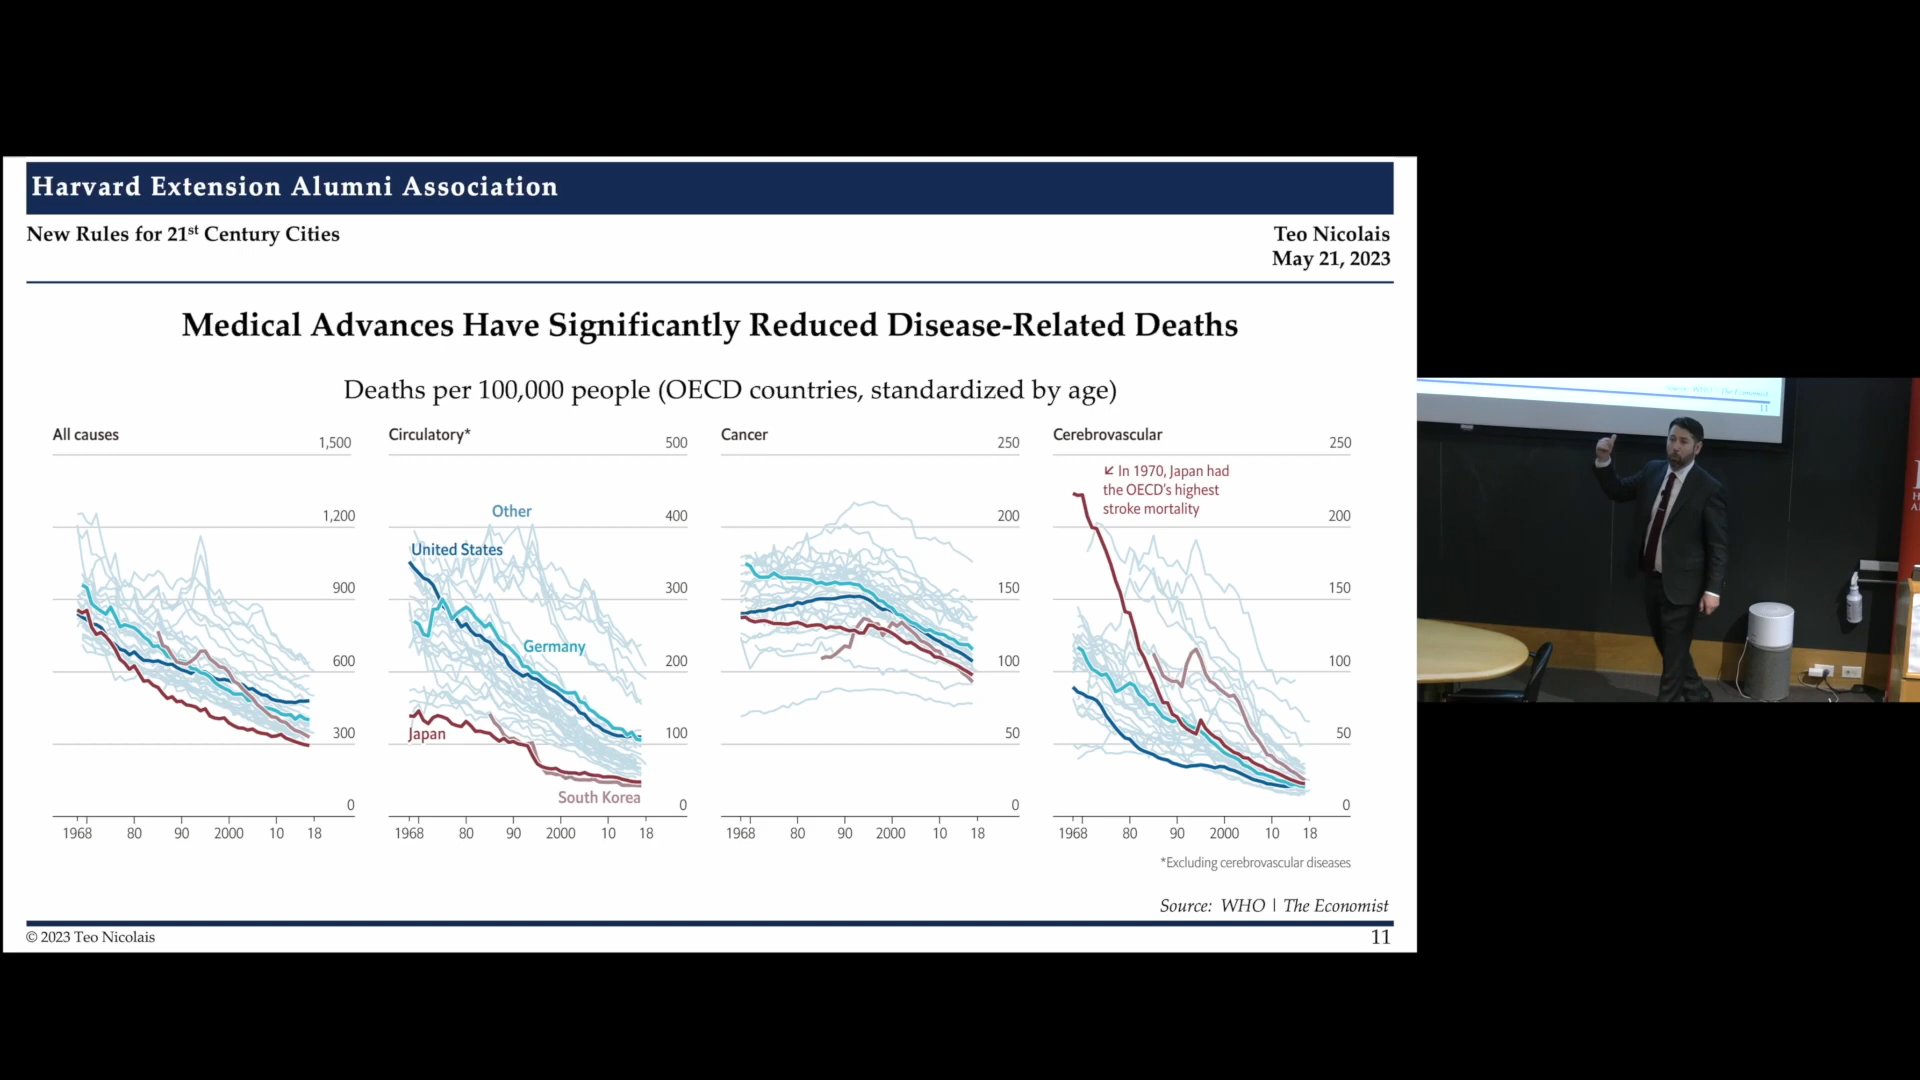 Harvard Extension Alumni Association
New Rules for 21st Century Cities
Teo Nicolais
May 21, 2023
Medical Advances Have Significantly Reduced Disease-Related Deaths
Deaths per 100,000 people (OECD countries, standardized by age)
All causes
1,500
1,200
900
600
300
0
1968 80 90 2000 10 18
Circulatory*
500
Other
400
United States
300
Germany
200
Japan
100
South Korea
0
1968 80 90 2000 10 18
Cancer
250
200
150
100
50
0
1968 80 90 2000 10 18
Cerebrovascular
250
↙ In 1970, Japan had
the OECD's highest
stroke mortality
200
150
100
50
0
1968 80 90 2000 10 18
*Excluding cerebrovascular diseases
Source: WHO | The Economist
© 2023 Teo Nicolais
11
Source: WHO | The Economist
11